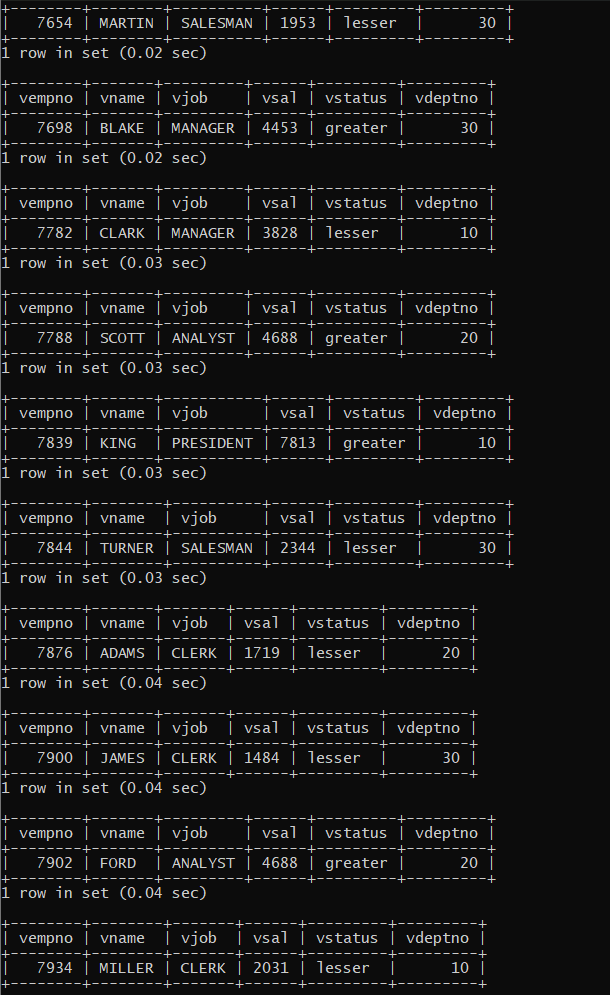 +--------+--------+----------+------+---------+---------+
|   7654 | MARTIN | SALESMAN | 1953 | lesser  |      30 |
+--------+--------+----------+------+---------+---------+
1 row in set (0.02 sec)
+--------+-------+---------+------+---------+---------+
| vempno | vname | vjob    | vsal | vstatus | vdeptno |
+--------+-------+---------+------+---------+---------+
|   7698 | BLAKE | MANAGER | 4453 | greater |      30 |
+--------+-------+---------+------+---------+---------+
1 row in set (0.02 sec)
+--------+-------+---------+------+---------+---------+
| vempno | vname | vjob    | vsal | vstatus | vdeptno |
+--------+-------+---------+------+---------+---------+
|   7782 | CLARK | MANAGER | 3828 | lesser  |      10 |
+--------+-------+---------+------+---------+---------+
1 row in set (0.03 sec)
+--------+-------+---------+------+---------+---------+
| vempno | vname | vjob    | vsal | vstatus | vdeptno |
+--------+-------+---------+------+---------+---------+
|   7788 | SCOTT | ANALYST | 4688 | greater |      20 |
+--------+-------+---------+------+---------+---------+
1 row in set (0.03 sec)
+--------+-------+-----------+------+---------+---------+
| vempno | vname | vjob      | vsal | vstatus | vdeptno |
+--------+-------+-----------+------+---------+---------+
|   7839 | KING  | PRESIDENT | 7813 | greater |      10 |
+--------+-------+-----------+------+---------+---------+
1 row in set (0.03 sec)
+--------+--------+----------+------+---------+---------+
| vempno | vname  | vjob     | vsal | vstatus | vdeptno |
+--------+--------+----------+------+---------+---------+
|   7844 | TURNER | SALESMAN | 2344 | lesser  |      30 |
+--------+--------+----------+------+---------+---------+
1 row in set (0.03 sec)
+--------+-------+-------+------+---------+---------+
| vempno | vname | vjob  | vsal | vstatus | vdeptno |
+--------+-------+-------+------+---------+---------+
|   7876 | ADAMS | CLERK | 1719 | lesser  |      20 |
+--------+-------+-------+------+---------+---------+
1 row in set (0.04 sec)
+--------+-------+-------+------+---------+---------+
| vempno | vname | vjob  | vsal | vstatus | vdeptno |
+--------+-------+-------+------+---------+---------+
|   7900 | JAMES | CLERK | 1484 | lesser  |      30 |
+--------+-------+-------+------+---------+---------+
1 row in set (0.04 sec)
+--------+-------+---------+------+---------+---------+
| vempno | vname | vjob    | vsal | vstatus | vdeptno |
+--------+-------+---------+------+---------+---------+
|   7902 | FORD  | ANALYST | 4688 | greater |      20 |
+--------+-------+---------+------+---------+---------+
1 row in set (0.04 sec)
+--------+--------+-------+------+---------+---------+
| vempno | vname  | vjob  | vsal | vstatus | vdeptno |
+--------+--------+-------+------+---------+---------+
|   7934 | MILLER | CLERK | 2031 | lesser  |      10 |
+--------+--------+-------+------+---------+---------+